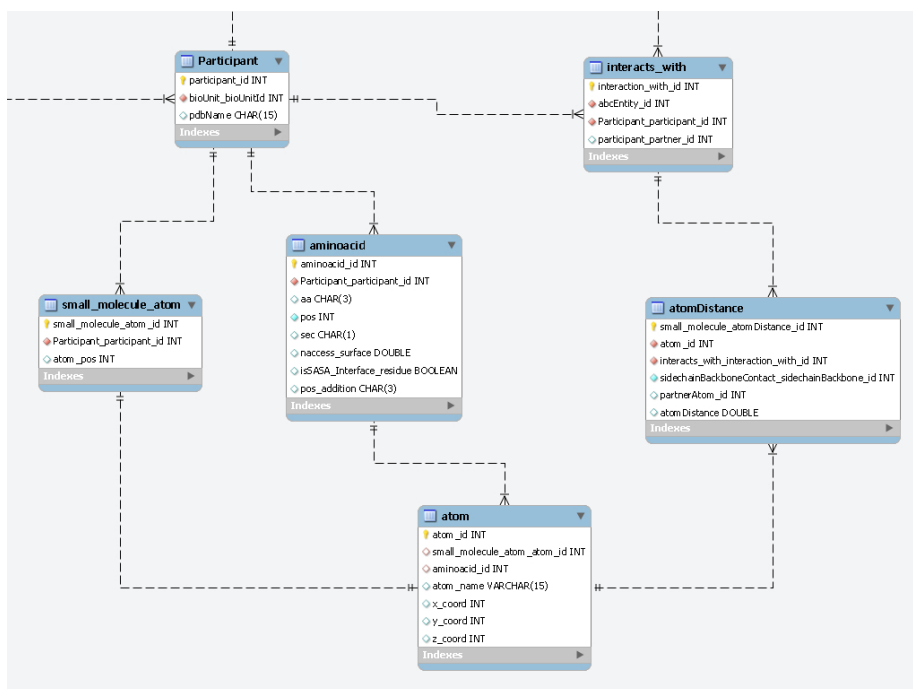 Participant
participant_id INT
bioUnit_bioUnitId INT
pdbName CHAR(15)
Indexes
interacts_with
interaction_with_id INT
abcEntity_id INT
Participant_participant_id INT
participant_partner_id INT
Indexes
aminoacid
aminoacid_id INT
Participant_participant_id INT
aa CHAR(3)
pos INT
sec CHAR(1)
naccess_surface DOUBLE
isSASA_Interface_residue BOOLEAN
pos_addition CHAR(3)
Indexes
small_molecule_atom
small_molecule_atom_id INT
Participant_participant_id INT
atom_pos INT
Indexes
atomDistance
small_molecule_atomDistance_id INT
atom_id INT
interacts_with_interaction_with_id INT
sidechainBackboneContact_sidechainBackbone_id INT
partnerAtom_id INT
atomDistance DOUBLE
Indexes
atom
atom_id INT
small_molecule_atom_atom_id INT
aminoacid_id INT
atom_name VARCHAR(15)
x_coord INT
y_coord INT
z_coord INT
Indexes